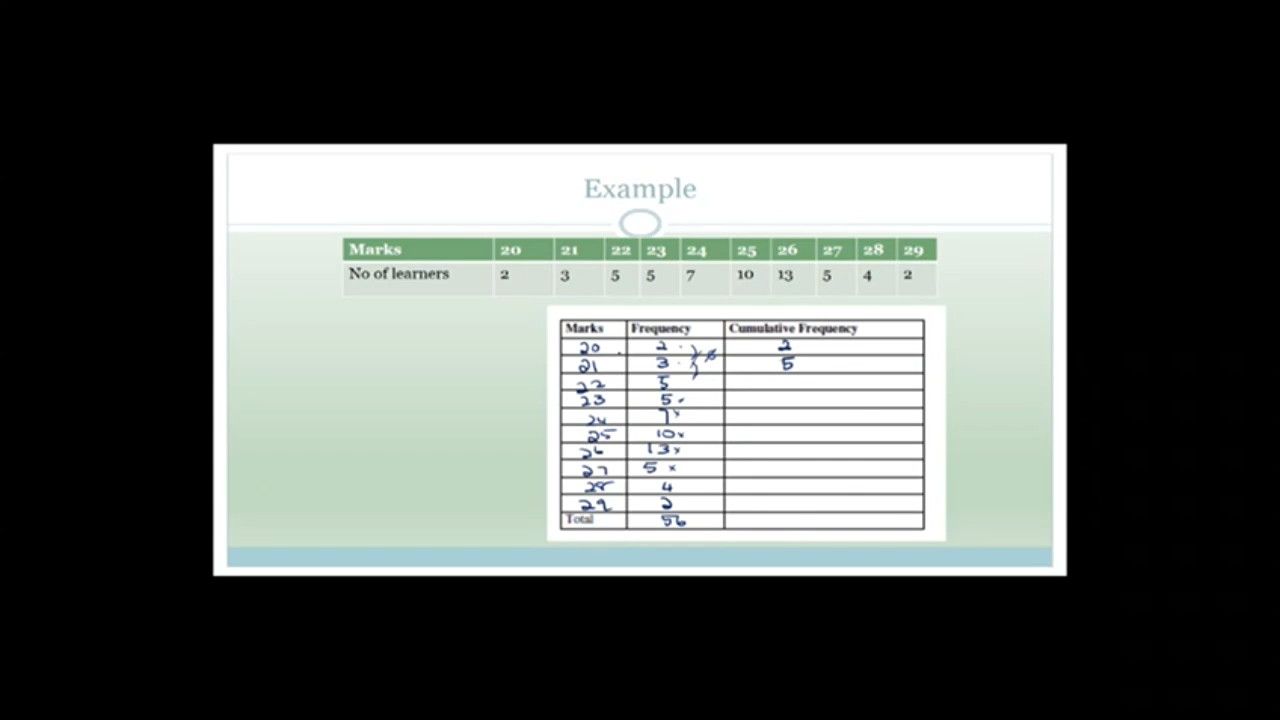 Example
Marks 20 21 22 23 24 25 26 27 28 29
No of learners 2 3 5 5 7 10 13 5 4 2
Marks Frequency Cumulative Frequency
20 2 2
21 3 5
22 5
23 5
24 7
25 10
26 13
27 5
28 4
29 2
Total 56